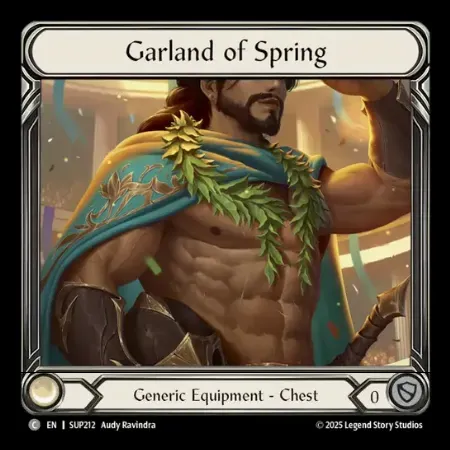 Garland of Spring
Generic Equipment - Chest
0
C EN | SUP212 Audy Ravindra
© 2025 Legend Story Studios